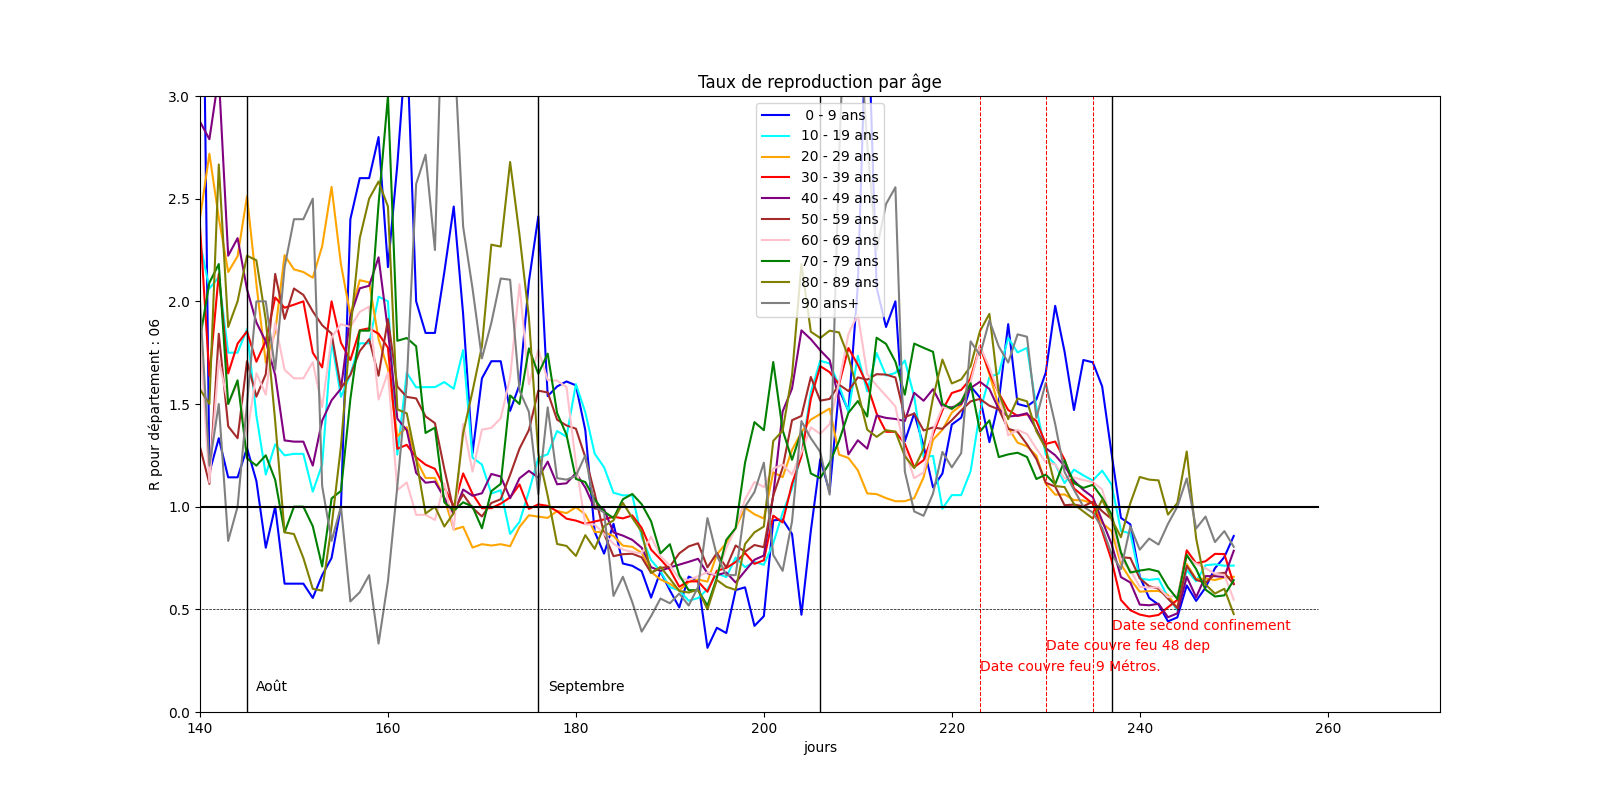 Taux de reproduction par âge
R pour département : 06
3.0
2.5
2.0
1.5
1.0
0.5
0.0
0 - 9 ans
10 - 19 ans
20 - 29 ans
30 - 39 ans
40 - 49 ans
50 - 59 ans
60 - 69 ans
70 - 79 ans
80 - 89 ans
90 ans+
Date second confinement
Date couvre feu 48 dep
Date couvre feu 9 Métros.
Août
Septembre
140
160
180
200
220
240
260
jours